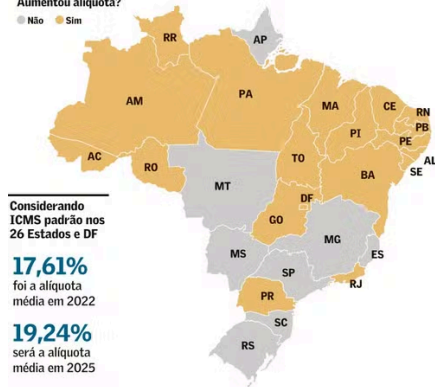 Aumentou alíquota?
Não Sim
RR
AP
AM
PA
MA
CE
RN
PB
PI
PE
AC
RO
TO
AL
SE
BA
MT
DF
GO
MG
ES
MS
SP
RJ
PR
SC
RS
Considerando
ICMS padrão nos
26 Estados e DF
17,61%
foi a alíquota
média em 2022
19,24%
será a alíquota
média em 2025